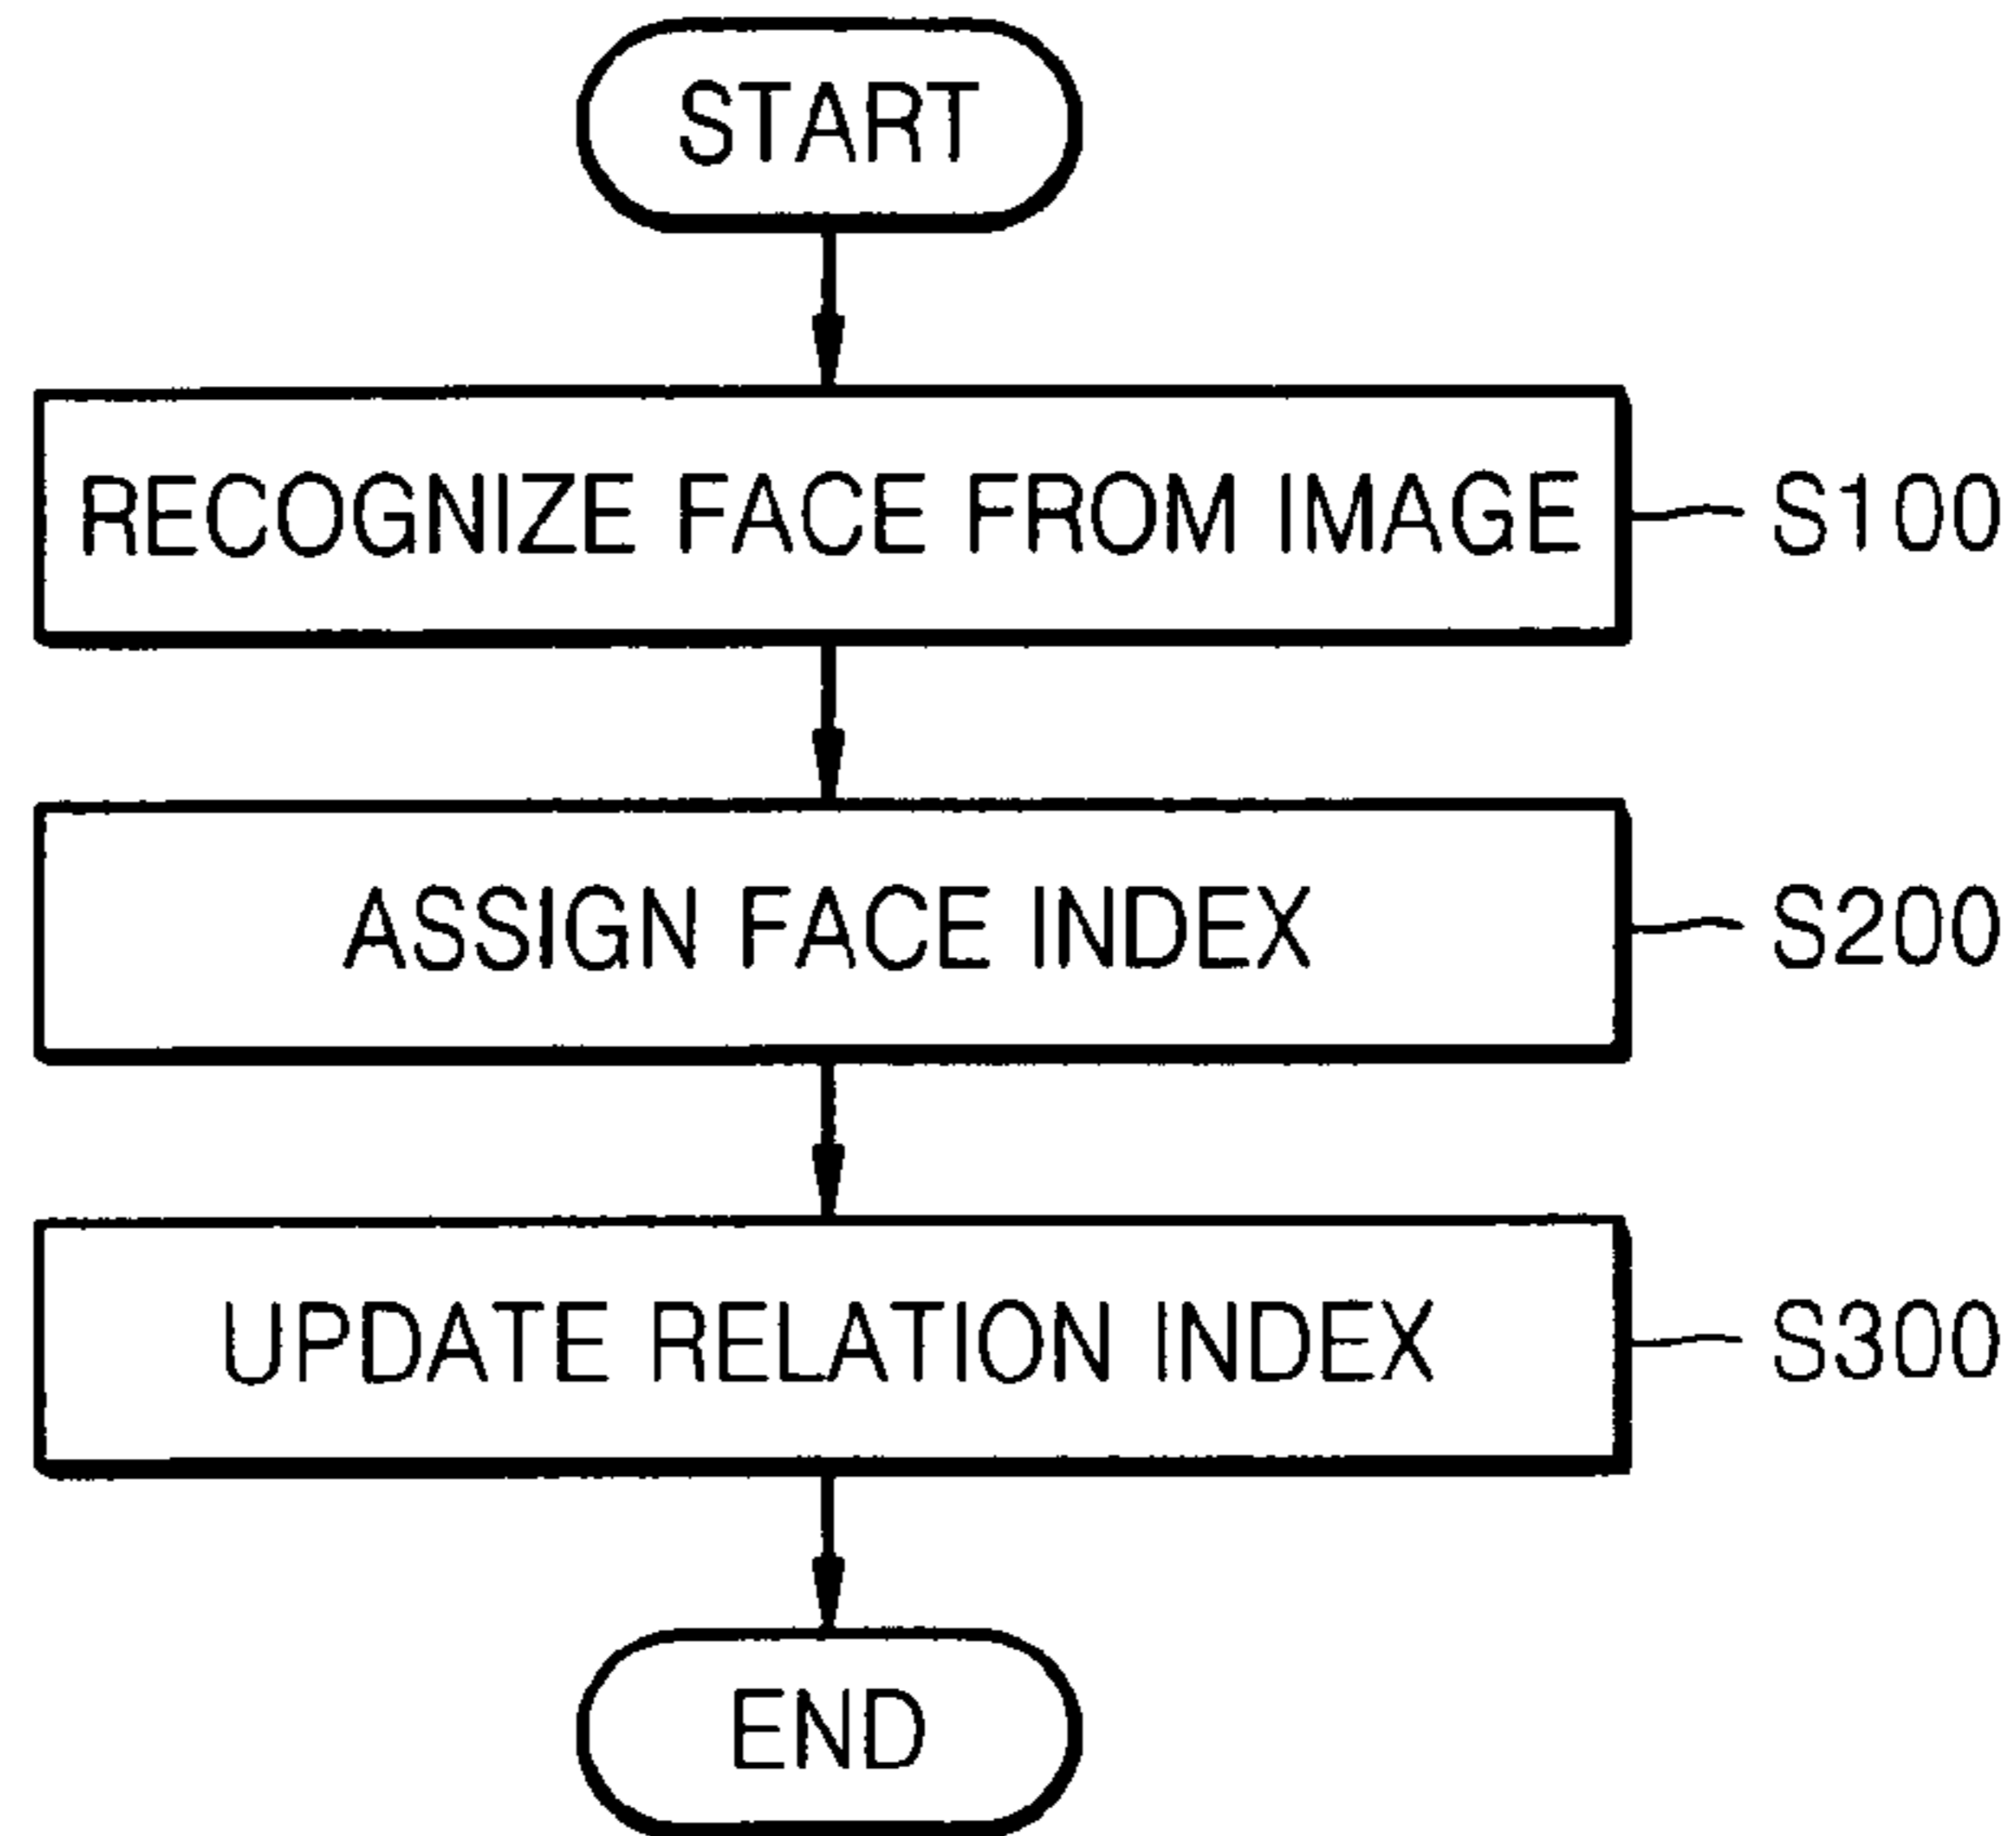 START
RECOGNIZE FACE FROM IMAGE
S100
ASSIGN FACE INDEX
S200
UPDATE RELATION INDEX
S300
END